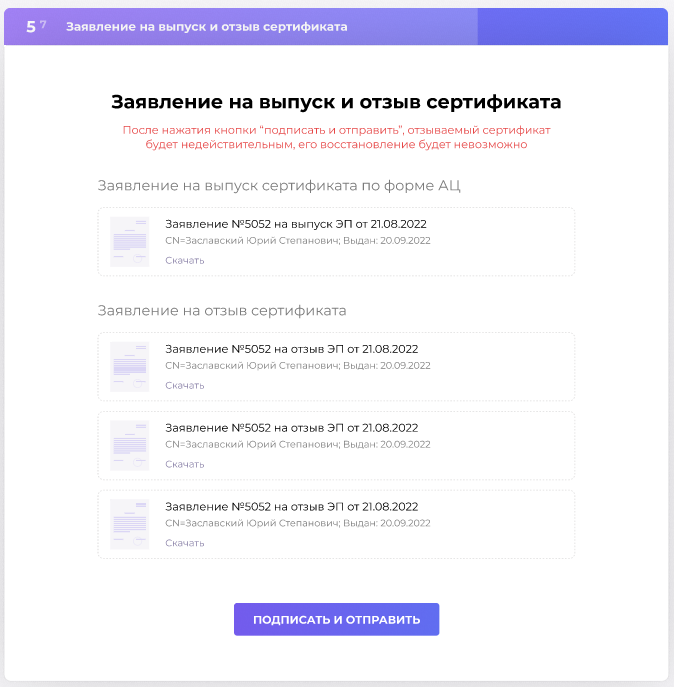 5 7 Заявление на выпуск и отзыв сертификата
Заявление на выпуск и отзыв сертификата
После нажатия кнопки “подписать и отправить”, отзываемый сертификат
будет недействительным, его восстановление будет невозможно
Заявление на выпуск сертификата по форме АЦ
Заявление №5052 на выпуск ЭП от 21.08.2022
CN=Заславский Юрий Степанович; Выдан: 20.09.2022
Скачать
Заявление на отзыв сертификата
Заявление №5052 на отзыв ЭП от 21.08.2022
CN=Заславский Юрий Степанович; Выдан: 20.09.2022
Скачать
Заявление №5052 на отзыв ЭП от 21.08.2022
CN=Заславский Юрий Степанович; Выдан: 20.09.2022
Скачать
Заявление №5052 на отзыв ЭП от 21.08.2022
CN=Заславский Юрий Степанович; Выдан: 20.09.2022
Скачать
ПОДПИСАТЬ И ОТПРАВИТЬ